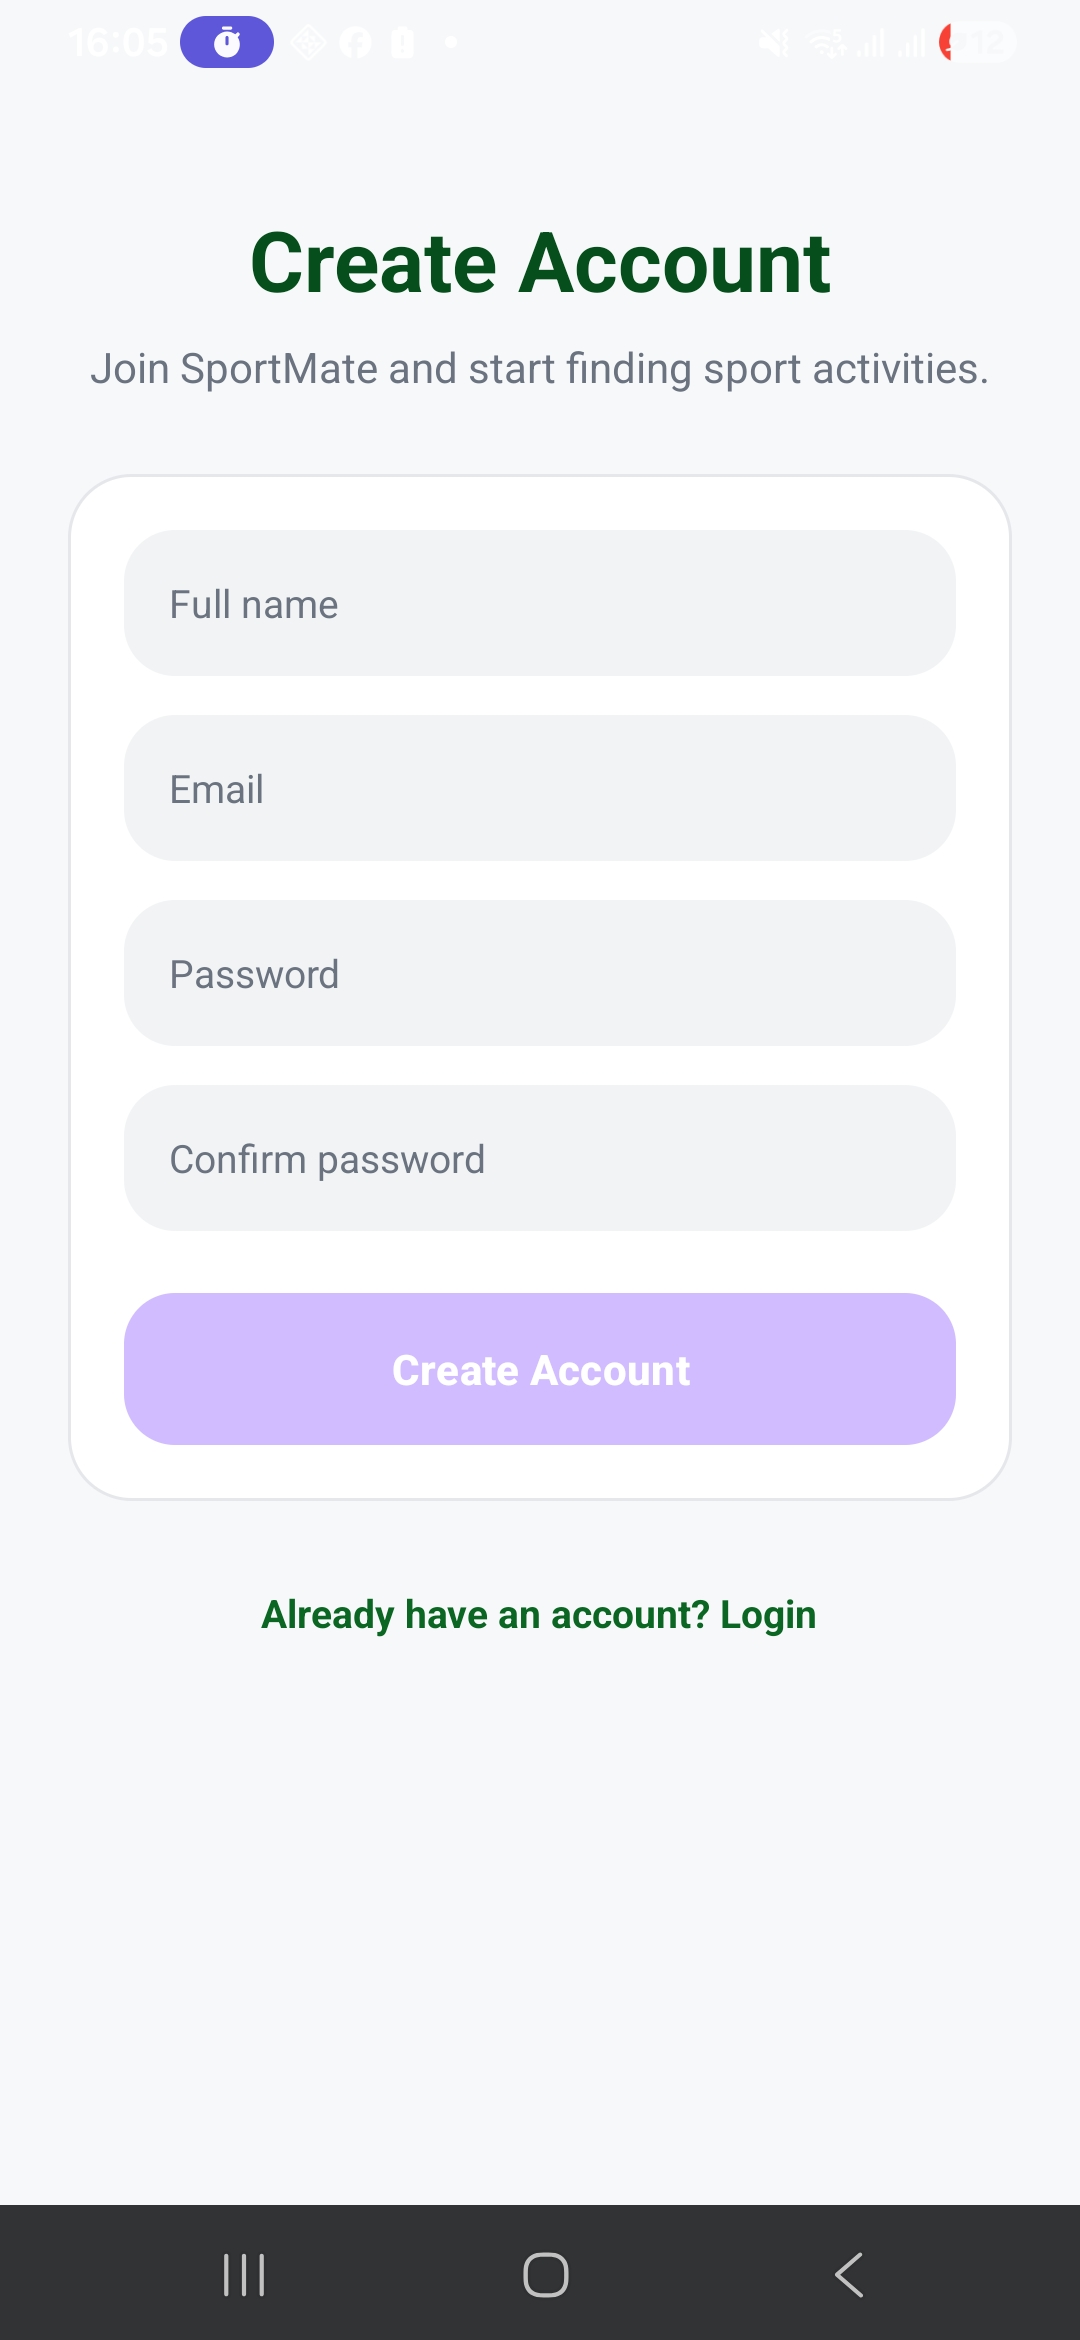 16:05
12
Create Account
Join SportMate and start finding sport activities.
Full name
Email
Password
Confirm password
Create Account
Already have an account? Login